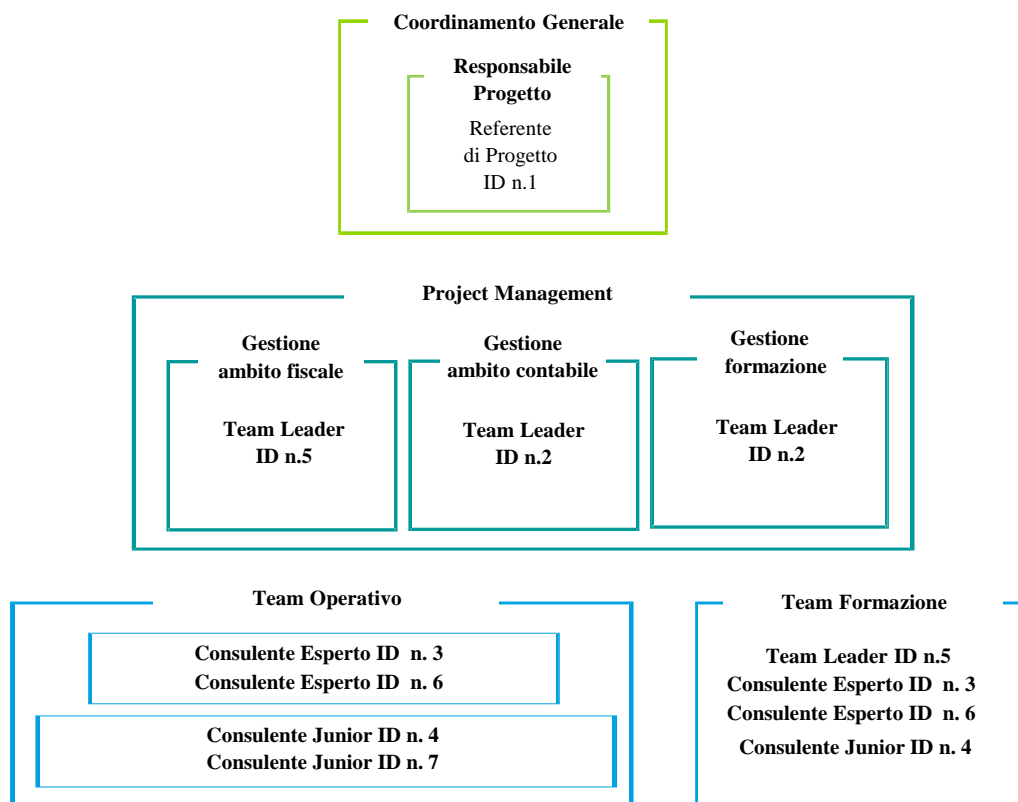 Coordinamento Generale
Responsabile
Progetto
Referente
di Progetto
ID n.1
Project Management
Gestione
ambito fiscale
Team Leader
ID n.5
Gestione
ambito contabile
Team Leader
ID n.2
Gestione
formazione
Team Leader
ID n.2
Team Operativo
Consulente Esperto ID n. 3
Consulente Esperto ID n. 6
Consulente Junior ID n. 4
Consulente Junior ID n. 7
Team Formazione
Team Leader ID n.5
Consulente Esperto ID n. 3
Consulente Esperto ID n. 6
Consulente Junior ID n. 4